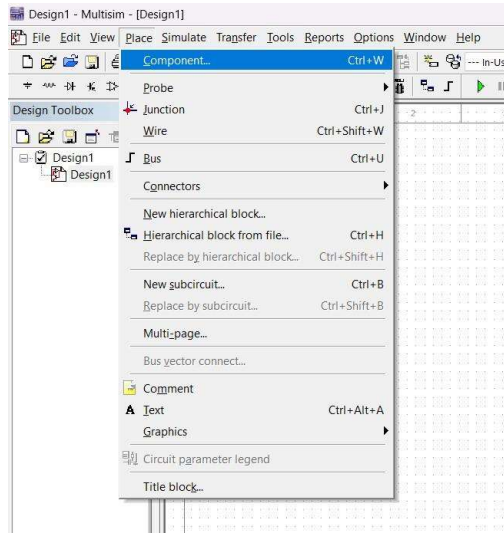 Design1 - Multisim - [Design1]
File Edit View Place Simulate Transfer Tools Reports Options Window Help
--- In-Us
Design Toolbox
2
Design1
Design1
Component... Ctrl+W
Probe
Junction Ctrl+J
Wire Ctrl+Shift+W
Bus Ctrl+U
Connectors
New hierarchical block...
Hierarchical block from file... Ctrl+H
Replace by hierarchical block... Ctrl+Shift+H
New subcircuit... Ctrl+B
Replace by subcircuit... Ctrl+Shift+B
Multi-page...
Bus vector connect...
Comment
A Text Ctrl+Alt+A
Graphics
Circuit parameter legend
Title block...